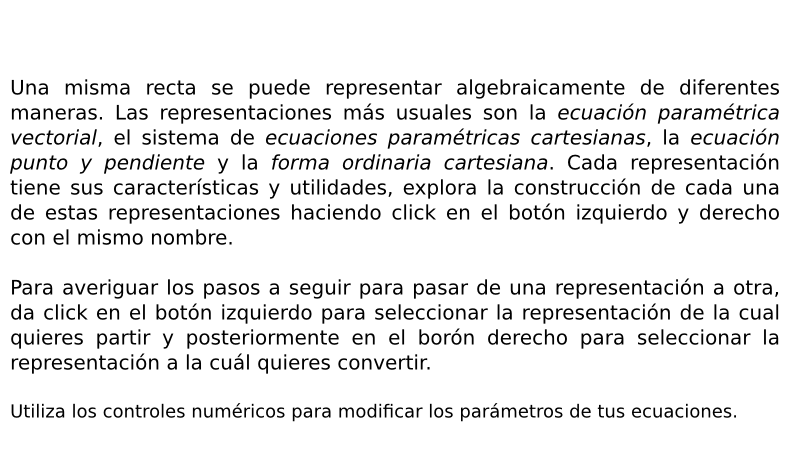 Una misma recta se puede representar algebraicamente de diferentes
maneras. Las representaciones más usuales son la ecuación paramétrica
vectorial, el sistema de ecuaciones paramétricas cartesianas, la ecuación
punto y pendiente y la forma ordinaria cartesiana. Cada representación
tiene sus características y utilidades, explora la construcción de cada una
de estas representaciones haciendo click en el botón izquierdo y derecho
con el mismo nombre.
Para averiguar los pasos a seguir para pasar de una representación a otra,
da click en el botón izquierdo para seleccionar la representación de la cual
quieres partir y posteriormente en el borón derecho para seleccionar la
representación a la cuál quieres convertir.
Utiliza los controles numéricos para modificar los parámetros de tus ecuaciones.